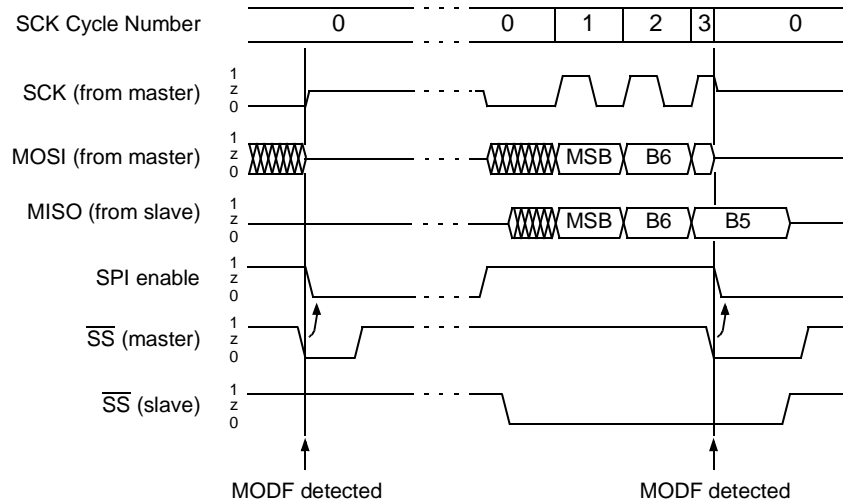 SCK Cycle Number 0 0 1 2 3 0
SCK (from master) 1 z 0
MOSI (from master) 1 z 0 MSB B6
MISO (from slave) 1 z 0 MSB B6 B5
SPI enable 1 z 0
SS (master) 1 z 0
SS (slave) 1 z 0
MODF detected MODF detected